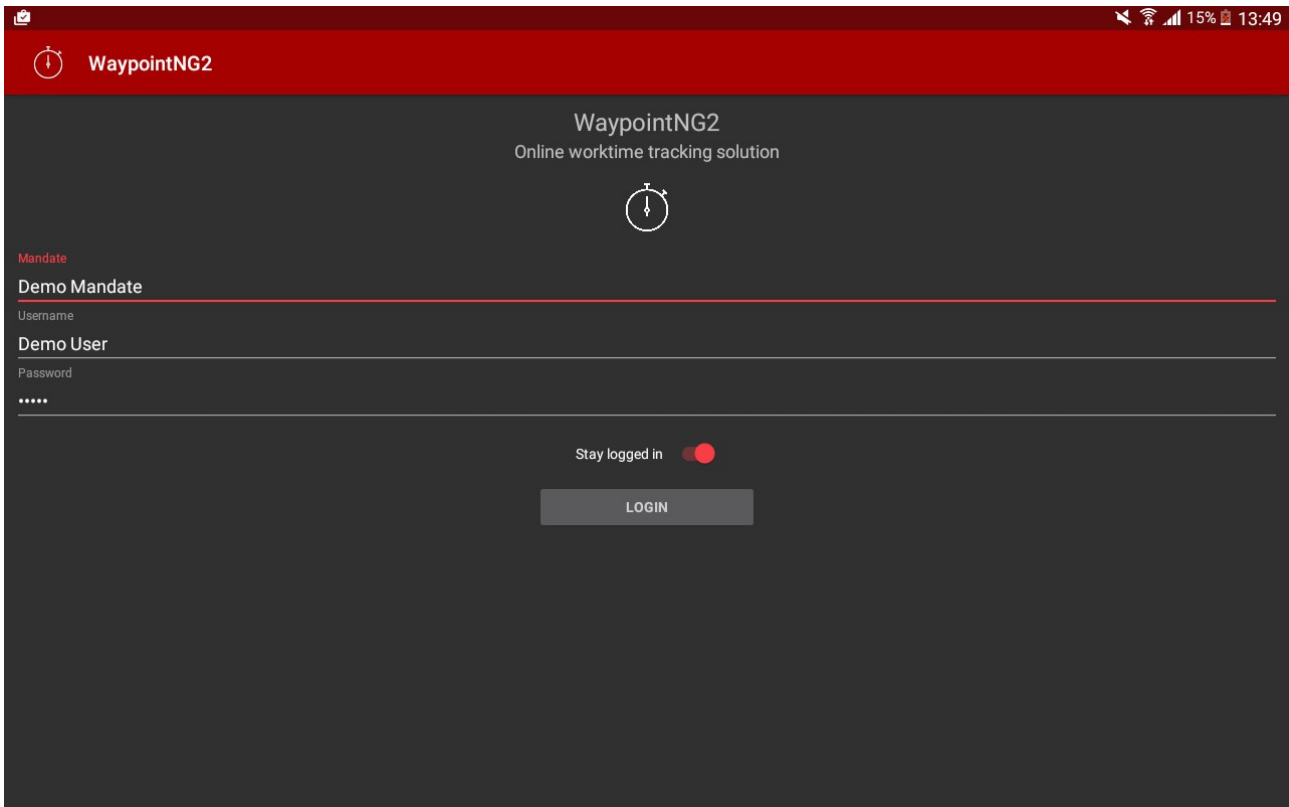 15% 13:49
WaypointNG2
WaypointNG2
Online worktime tracking solution
Mandate
Demo Mandate
Username
Demo User
Password
•••••
Stay logged in
LOGIN